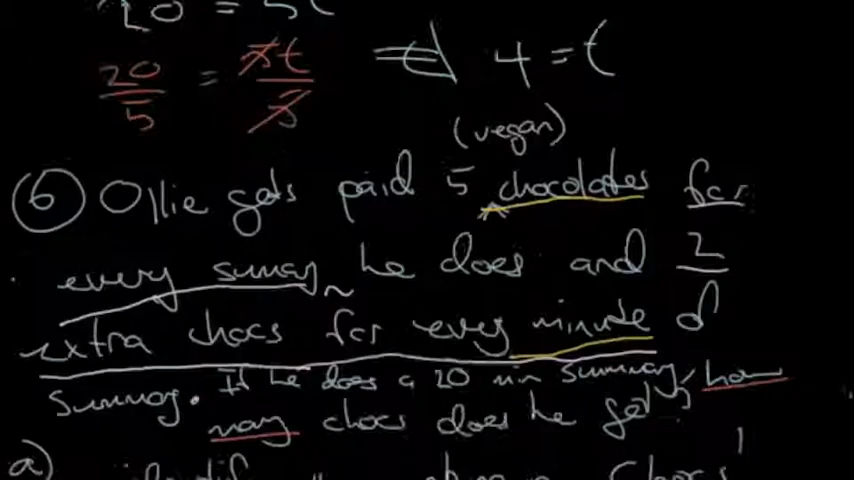 20 = 5t
20/5 = 5t/5 => 4 = t
(vegan)
6 Ollie gets paid 5 chocolates for
every summary he does and 2
extra chocs for every minute of
summary. If he does a 20 min summary, how
many chocs does he get?
a)